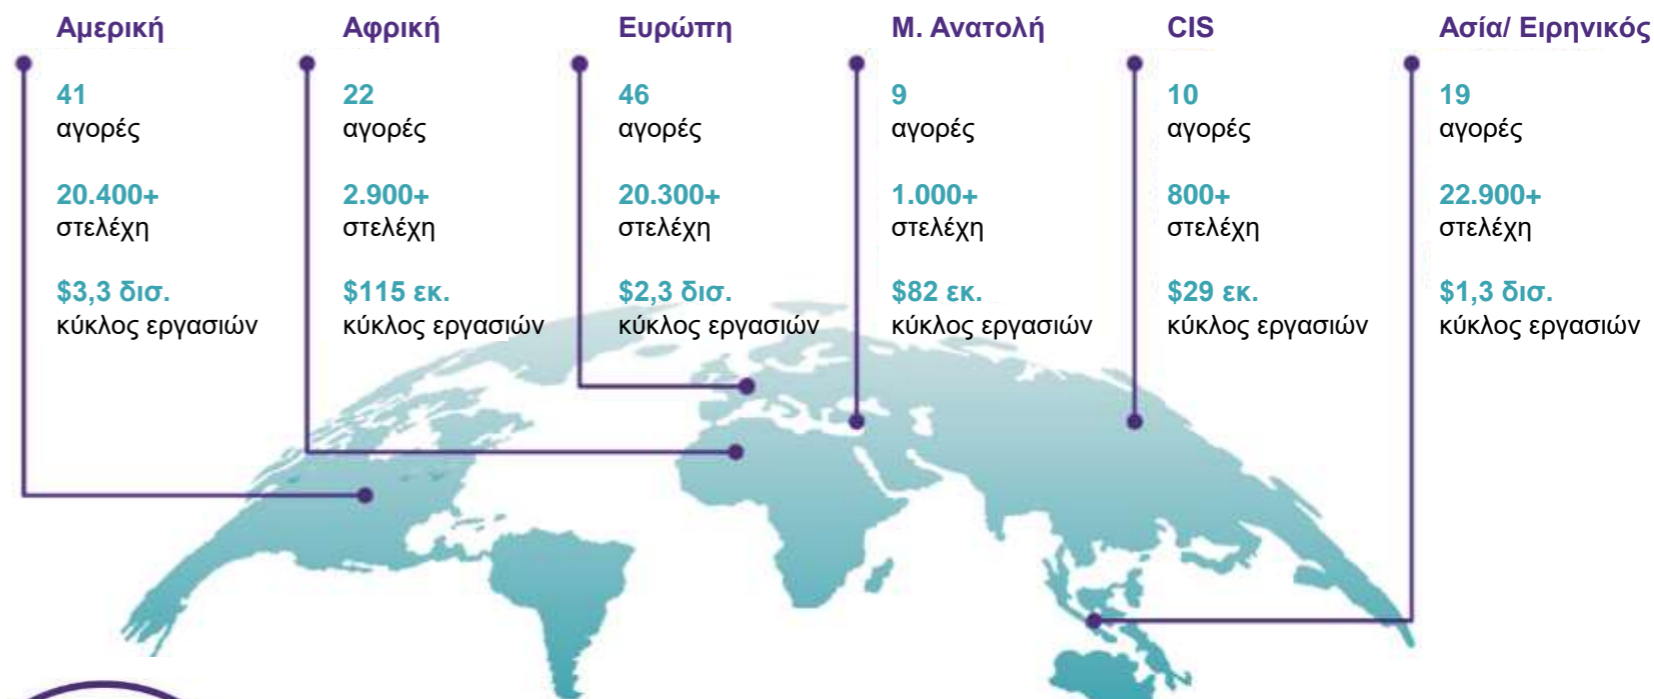 Αμερική
41
αγορές
20.400+
στελέχη
$3,3 δισ.
κύκλος εργασιών
Αφρική
22
αγορές
2.900+
στελέχη
$115 εκ.
κύκλος εργασιών
Ευρώπη
46
αγορές
20.300+
στελέχη
$2,3 δισ.
κύκλος εργασιών
Μ. Ανατολή
9
αγορές
1.000+
στελέχη
$82 εκ.
κύκλος εργασιών
CIS
10
αγορές
800+
στελέχη
$29 εκ.
κύκλος εργασιών
Ασία/ Ειρηνικός
19
αγορές
22.900+
στελέχη
$1,3 δισ.
κύκλος εργασιών